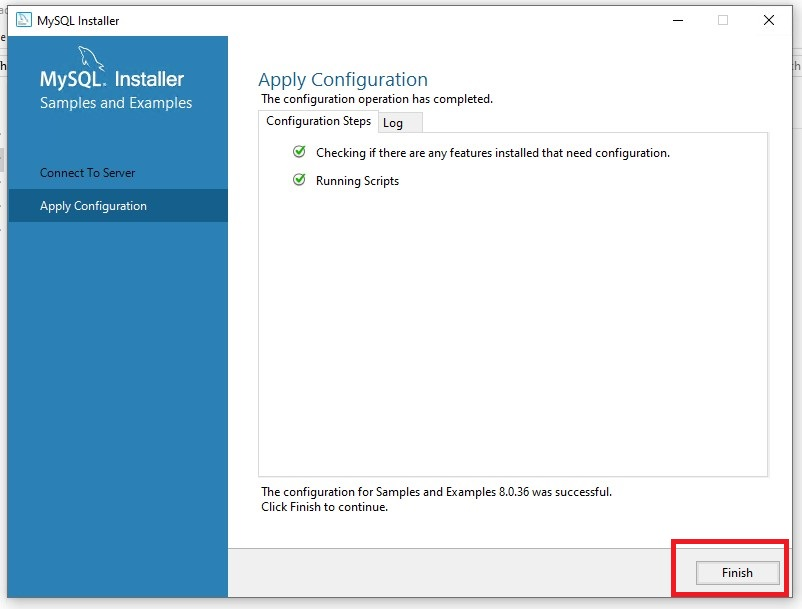 MySQL Installer
MySQL. Installer
Samples and Examples
Connect To Server
Apply Configuration
Apply Configuration
The configuration operation has completed.
Configuration Steps
Log
Checking if there are any features installed that need configuration.
Running Scripts
The configuration for Samples and Examples 8.0.36 was successful.
Click Finish to continue.
Finish